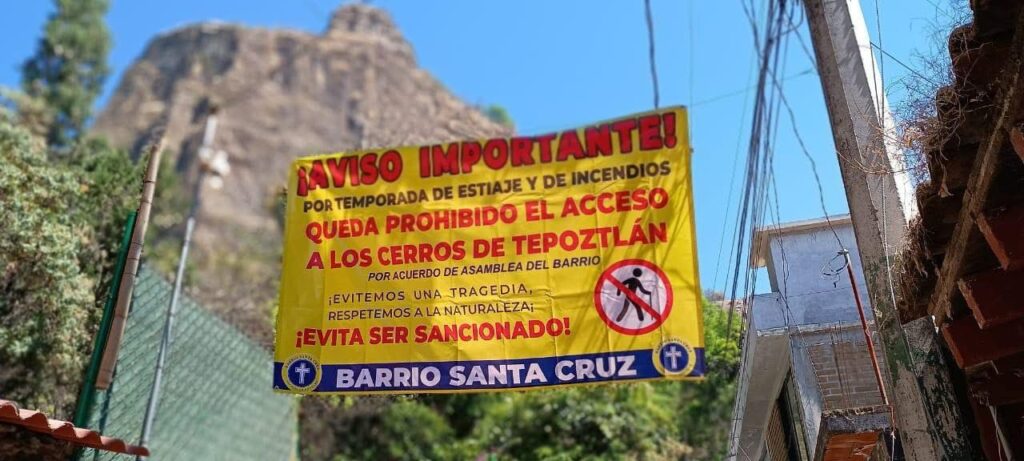 ¡AVISO IMPORTANTE!
POR TEMPORADA DE ESTIAJE Y DE INCENDIOS
QUEDA PROHIBIDO EL ACCESO
A LOS CERROS DE TEPOZTLÁN
POR ACUERDO DE ASAMBLEA DEL BARRIO
¡EVITEMOS UNA TRAGEDIA,
RESPETEMOS A LA NATURALEZA¡
¡EVITA SER SANCIONADO!
BARRIO SANTA CRUZ